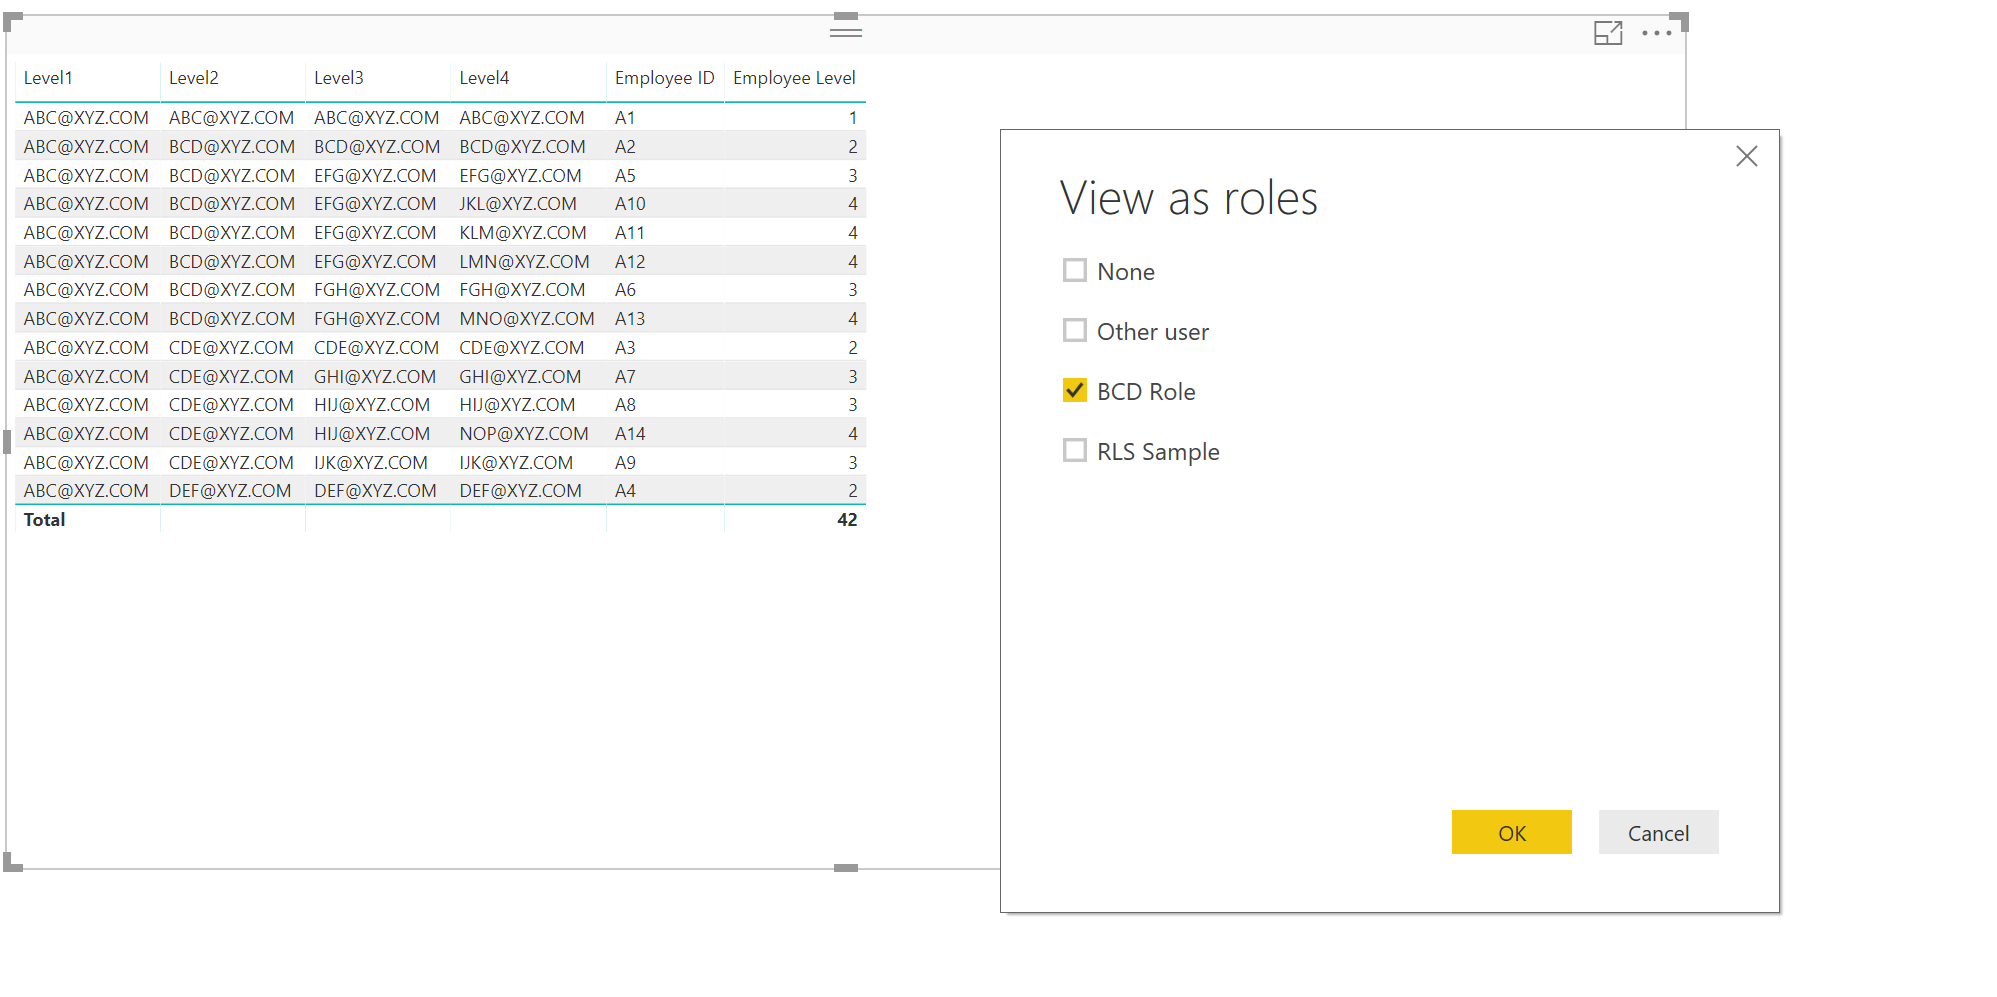 Level1 Level2 Level3 Level4 Employee ID Employee Level
ABC@XYZ.COM ABC@XYZ.COM ABC@XYZ.COM ABC@XYZ.COM A1 1
ABC@XYZ.COM BCD@XYZ.COM BCD@XYZ.COM BCD@XYZ.COM A2 2
ABC@XYZ.COM BCD@XYZ.COM EFG@XYZ.COM EFG@XYZ.COM A5 3
ABC@XYZ.COM BCD@XYZ.COM EFG@XYZ.COM JKL@XYZ.COM A10 4
ABC@XYZ.COM BCD@XYZ.COM EFG@XYZ.COM KLM@XYZ.COM A11 4
ABC@XYZ.COM BCD@XYZ.COM EFG@XYZ.COM LMN@XYZ.COM A12 4
ABC@XYZ.COM BCD@XYZ.COM FGH@XYZ.COM FGH@XYZ.COM A6 3
ABC@XYZ.COM BCD@XYZ.COM FGH@XYZ.COM MNO@XYZ.COM A13 4
ABC@XYZ.COM CDE@XYZ.COM CDE@XYZ.COM CDE@XYZ.COM A3 2
ABC@XYZ.COM CDE@XYZ.COM GHI@XYZ.COM GHI@XYZ.COM A7 3
ABC@XYZ.COM CDE@XYZ.COM HIJ@XYZ.COM HIJ@XYZ.COM A8 3
ABC@XYZ.COM CDE@XYZ.COM HIJ@XYZ.COM NOP@XYZ.COM A14 4
ABC@XYZ.COM CDE@XYZ.COM IJK@XYZ.COM IJK@XYZ.COM A9 3
ABC@XYZ.COM DEF@XYZ.COM DEF@XYZ.COM DEF@XYZ.COM A4 2
Total 42
View as roles
None
Other user
BCD Role
RLS Sample
OK Cancel